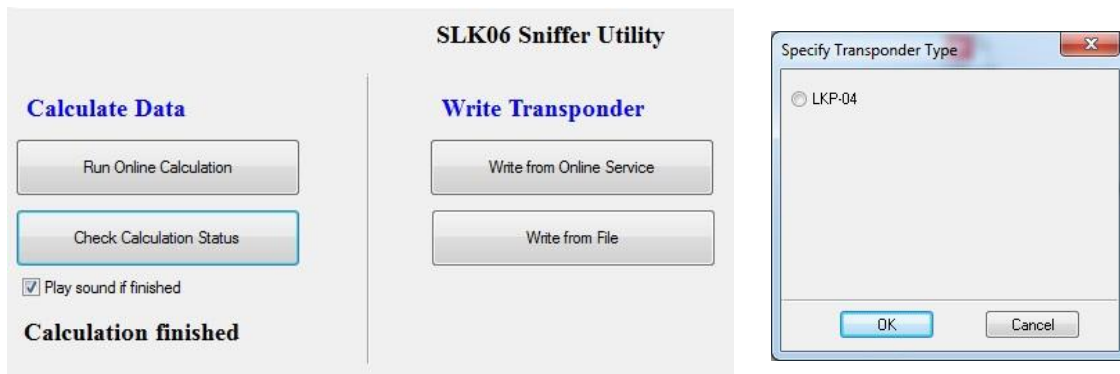 SLK06 Sniffer Utility
Calculate Data
Run Online Calculation
Check Calculation Status
Play sound if finished
Calculation finished
Write Transponder
Write from Online Service
Write from File
Specify Transponder Type
LKP-04
OK
Cancel